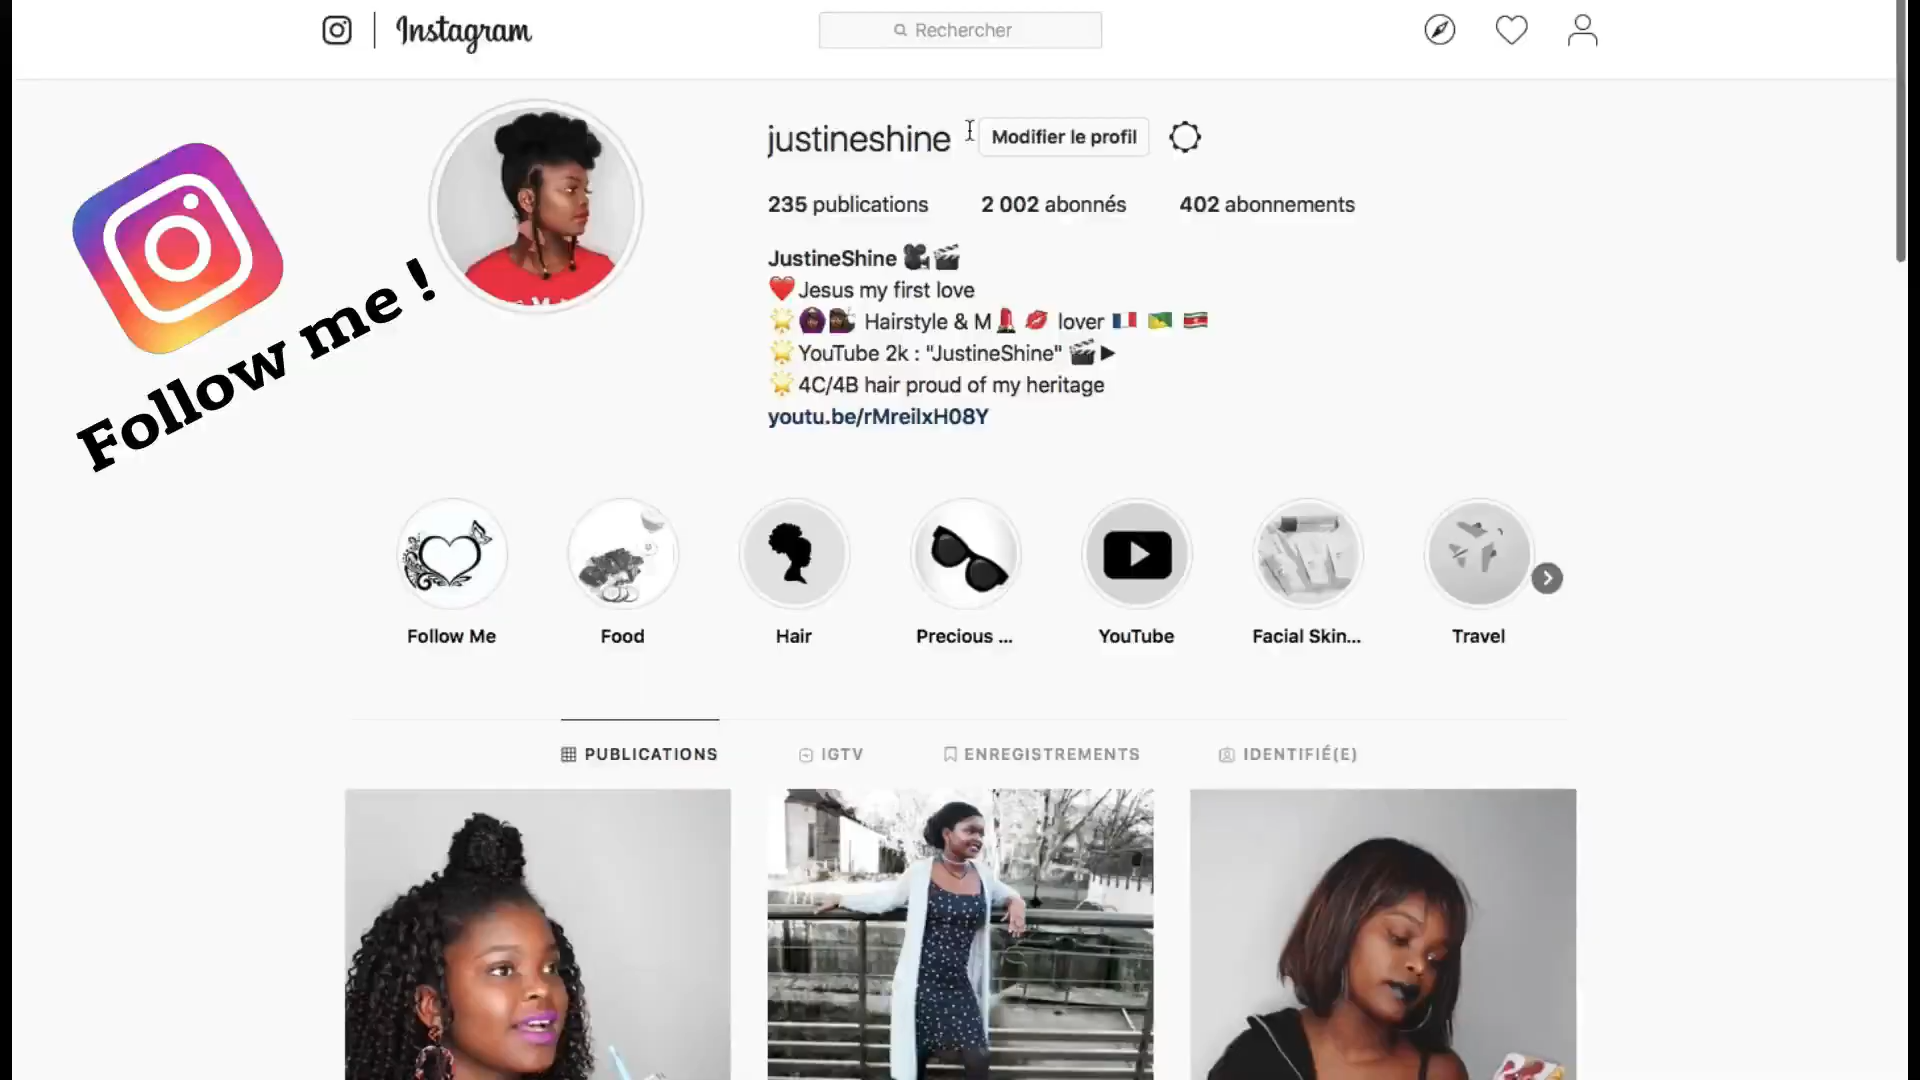 Instagram
Rechercher
justineshine
Modifier le profil
235 publications
2 002 abonnés
402 abonnements
JustineShine 🎥🎬
❤️ Jesus my first love
Hairstyle & M💄💋 lover 🇫🇷 🇬🇫 🇸🇷
🌟 YouTube 2k : "JustineShine" 🎬▶
🌟 4C/4B hair proud of my heritage
youtu.be/rMreilxH08Y
Follow me !
Follow Me
Food
Hair
Precious ...
YouTube
Facial Skin...
Travel
PUBLICATIONS
IGTV
ENREGISTREMENTS
IDENTIFIÉ(E)